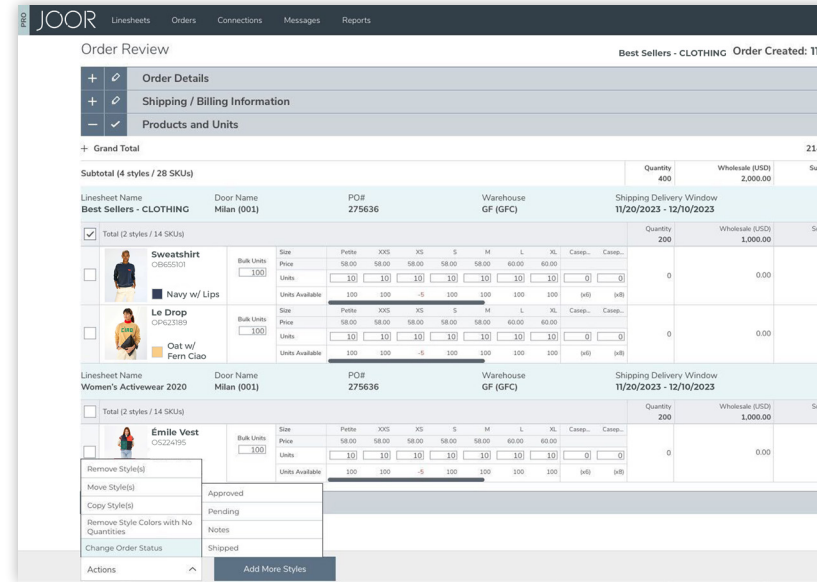 PRO JOOR Linesheets Orders Connections Messages Reports
Order Review
Best Sellers - CLOTHING Order Created:
+ Order Details
+ Shipping / Billing Information
− Products and Units
+ Grand Total
Subtotal (4 styles / 28 SKUs)
Quantity Wholesale (USD)
400 2,000.00
Linesheet Name Door Name PO# Warehouse Shipping Delivery Window
Best Sellers - CLOTHING Milan (001) 275636 GF (GFC) 11/20/2023 - 12/10/2023
Total (2 styles / 14 SKUs)
Quantity Wholesale (USD)
200 1,000.00
Sweatshirt
OB655101
Navy w/ Lips
Bulk Units
100
Size Petite XXS XS S M L XL Casep... Casep...
Price 58.00 58.00 58.00 58.00 58.00 60.00 60.00
Units 10 10 10 10 10 10 10 0 0
Units Available 100 100 -5 100 100 100 100 (x6) (x8)
0 0.00
Le Drop
OP623189
Oat w/
Fern Ciao
Bulk Units
100
Size Petite XXS XS S M L XL Casep... Casep...
Price 58.00 58.00 58.00 58.00 58.00 60.00 60.00
Units 10 10 10 10 10 10 10 0 0
Units Available 100 100 -5 100 100 100 100 (x6) (x8)
0 0.00
Linesheet Name Door Name PO# Warehouse Shipping Delivery Window
Women's Activewear 2020 Milan (001) 275636 GF (GFC) 11/20/2023 - 12/10/2023
Total (2 styles / 14 SKUs)
Quantity Wholesale (USD)
200 1,000.00
Émile Vest
OS224195
Bulk Units
100
Size Petite XXS XS S M L XL Casep... Casep...
Price 58.00 58.00 58.00 58.00 58.00 60.00 60.00
Units 10 10 10 10 10 10 10 0 0
Units Available 100 100 -5 100 100 100 100 (x6) (x8)
0 0.00
Remove Style(s)
Move Style(s)
Copy Style(s)
Remove Style Colors with No
Quantities
Change Order Status
Approved
Pending
Notes
Shipped
Actions
Add More Styles